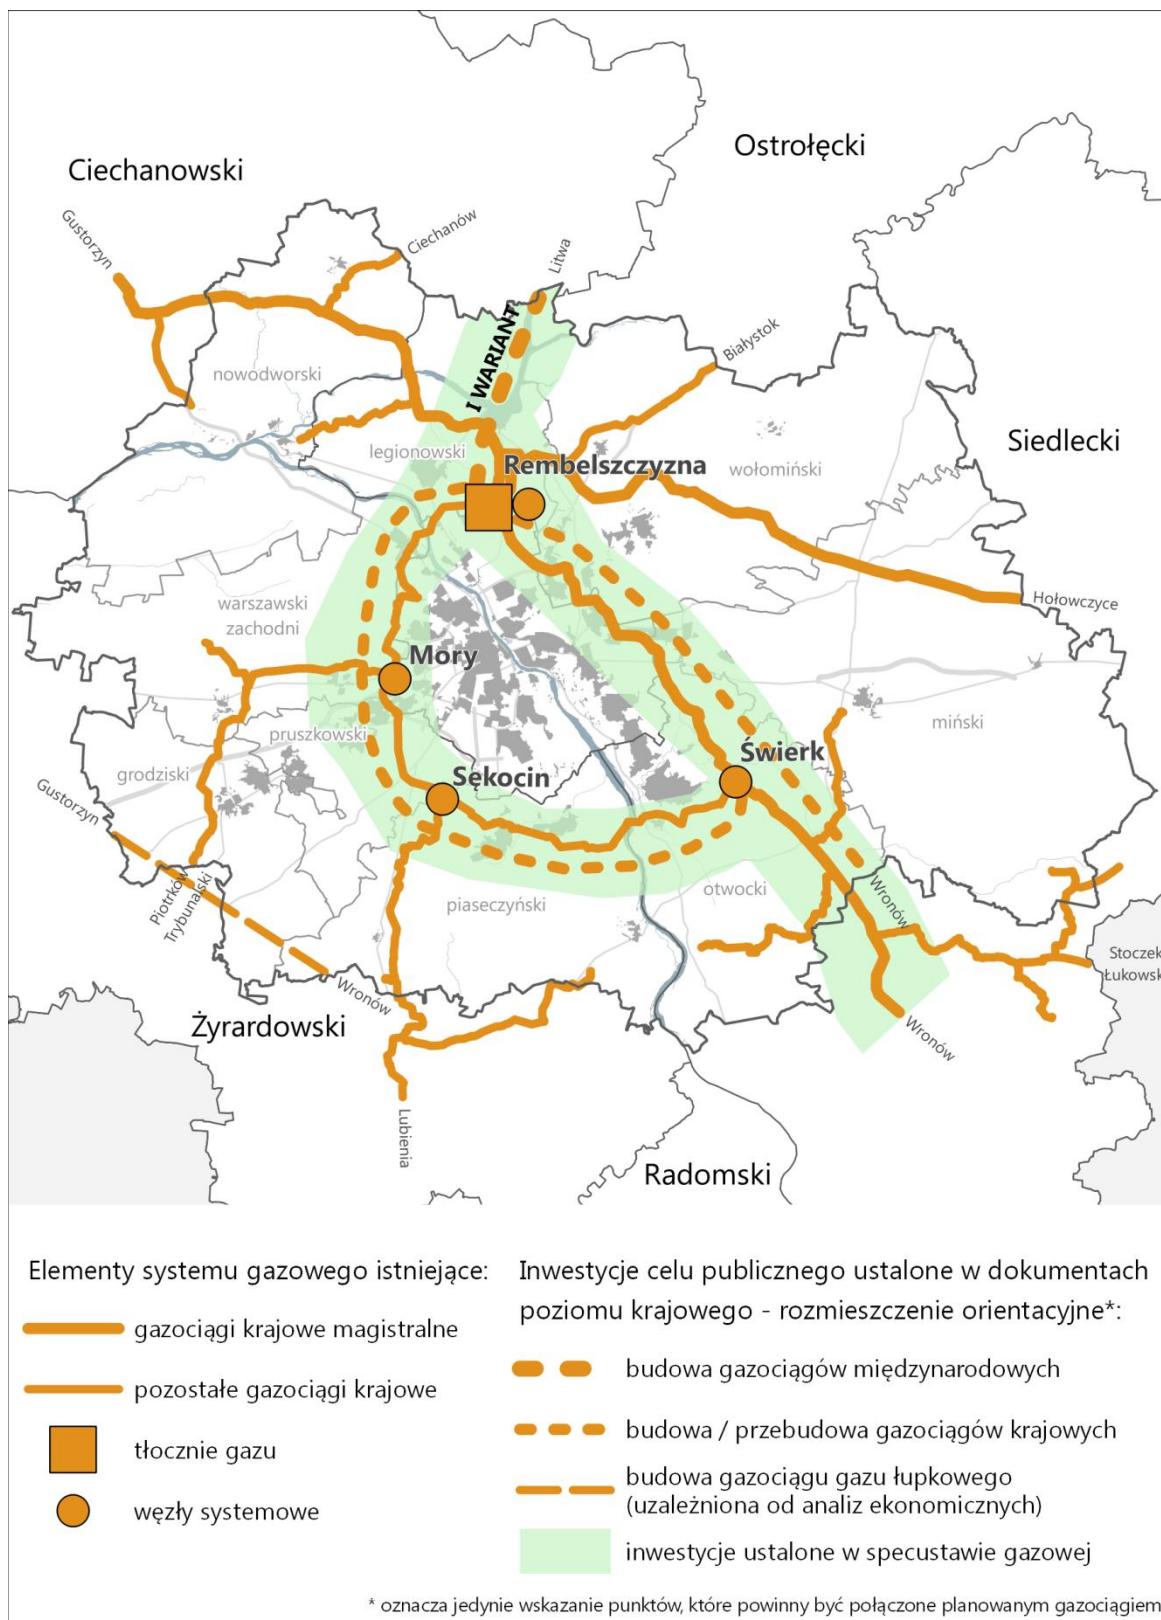 Ostrołęcki
Ciechanowski
Gustorzyn
Ciechanów
Litwa
I WARIANT
Białystok
nowodworski
Siedlecki
legionowski
Rembelszczyzna
wołomiński
Hołowczyce
warszawski
zachodni
Mory
miński
pruszkowski
Świerk
grodziski
Sękocin
Gustorzyn
Piotrków
Trybunalski
otwocki
Wronów
piaseczyński
Stoczek
Łukowsk
Wronów
Żyrardowski
Wronów
Lubienia
Radomski
Elementy systemu gazowego istniejące:
gazociągi krajowe magistralne
pozostałe gazociągi krajowe
tłocznie gazu
węzły systemowe
Inwestycje celu publicznego ustalone w dokumentach
poziomu krajowego - rozmieszczenie orientacyjne*:
budowa gazociągów międzynarodowych
budowa / przebudowa gazociągów krajowych
budowa gazociągu gazu łupkowego
(uzależniona od analiz ekonomicznych)
inwestycje ustalone w specustawie gazowej
* oznacza jedynie wskazanie punktów, które powinny być połączone planowanym gazociągiem